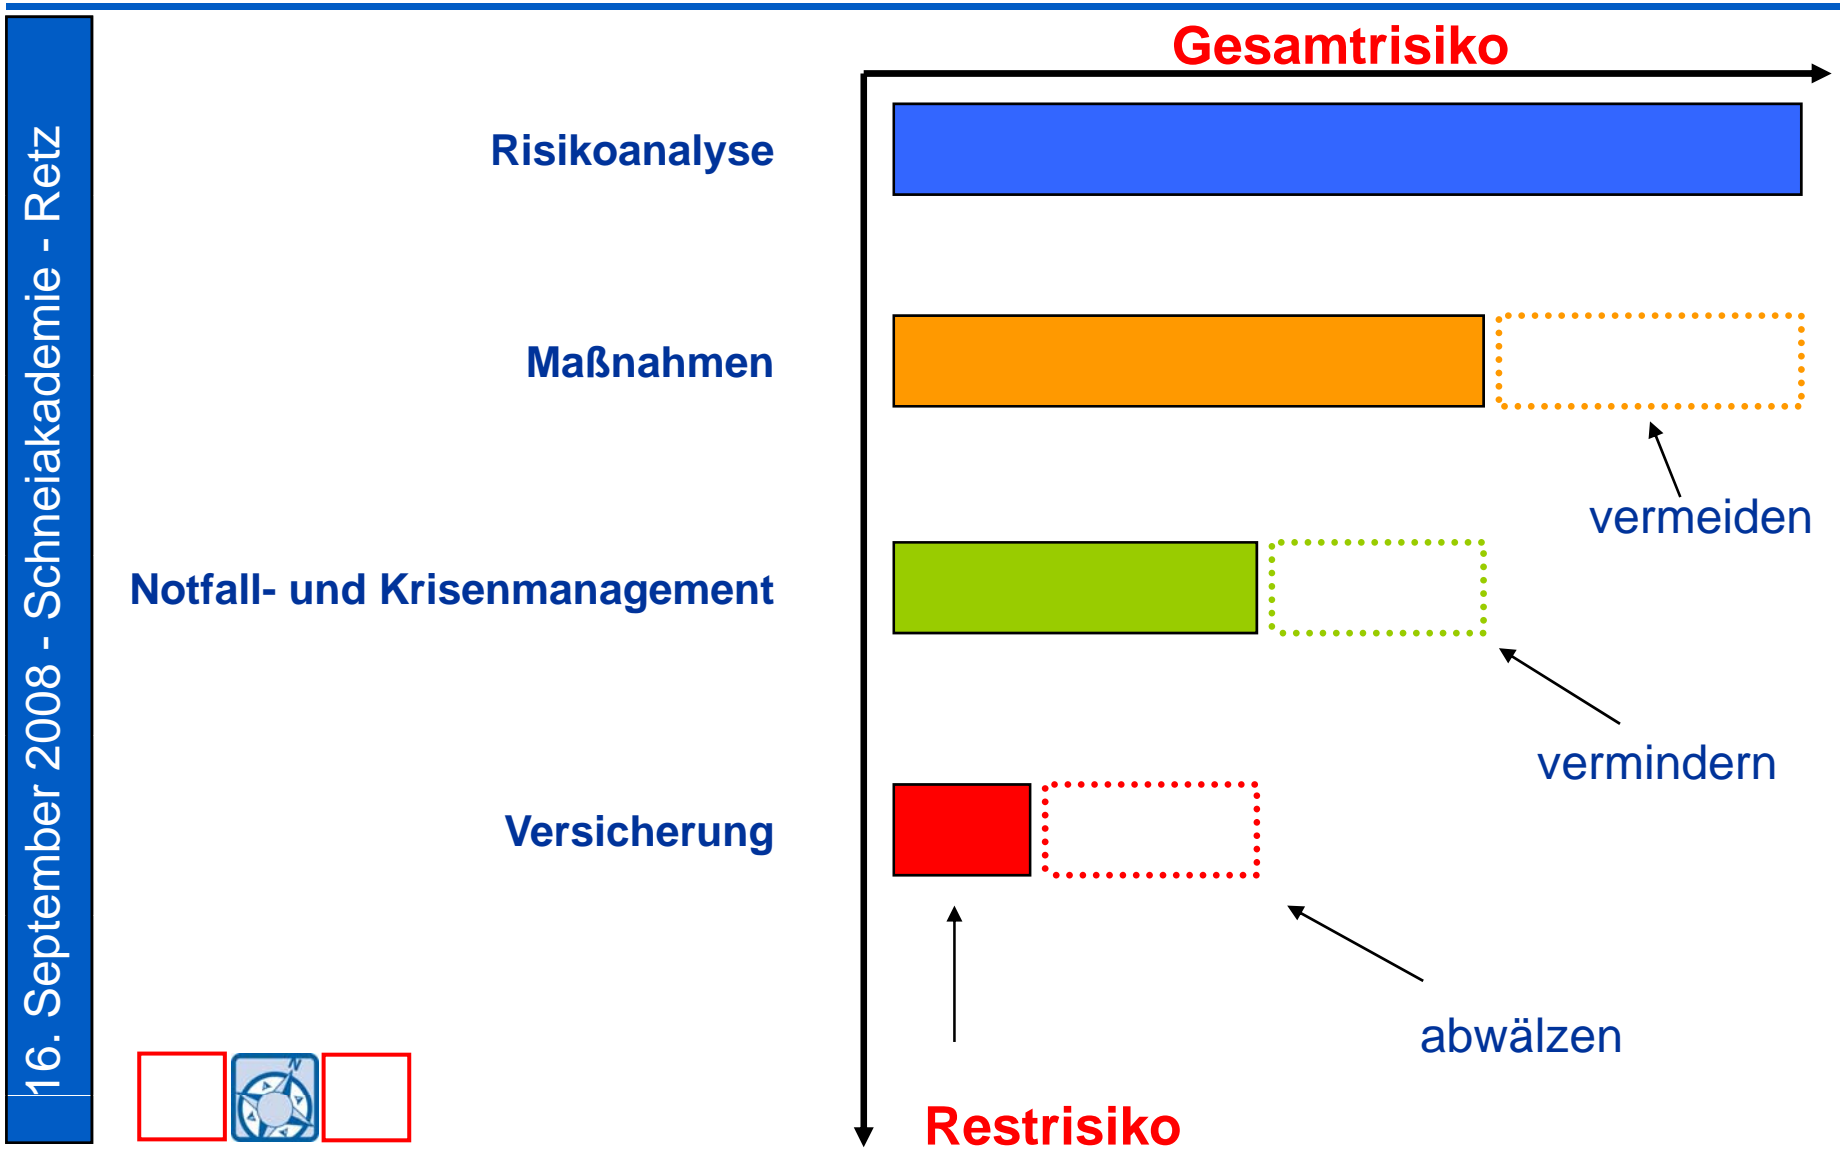 16. September 2008 - Schneiakademie - Retz
Gesamtrisiko
Risikoanalyse
Maßnahmen
vermeiden
Notfall- und Krisenmanagement
vermindern
Versicherung
abwälzen
Restrisiko
N